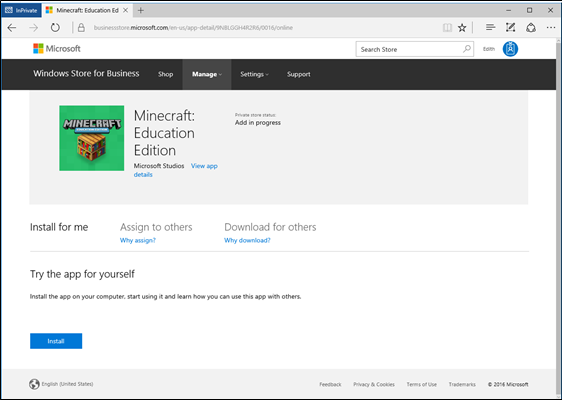 InPrivate
Minecraft: Education Ed
businessstore.microsoft.com/en-us/app-detail/9NBLGGH4R2R6/0016/online
Microsoft
Search Store
Edith
Windows Store for Business
Shop
Manage
Settings
Support
MINECRAFT
Minecraft:
Education
Edition
Microsoft Studios
View app
details
Private store status
Add in progress
Install for me
Assign to others
Download for others
Why assign?
Why download?
Try the app for yourself
Install the app on your computer, start using it and learn how you can use this app with others.
Install
English (United States)
Feedback
Privacy & Cookies
Terms of Use
Trademarks
© 2016 Microsoft